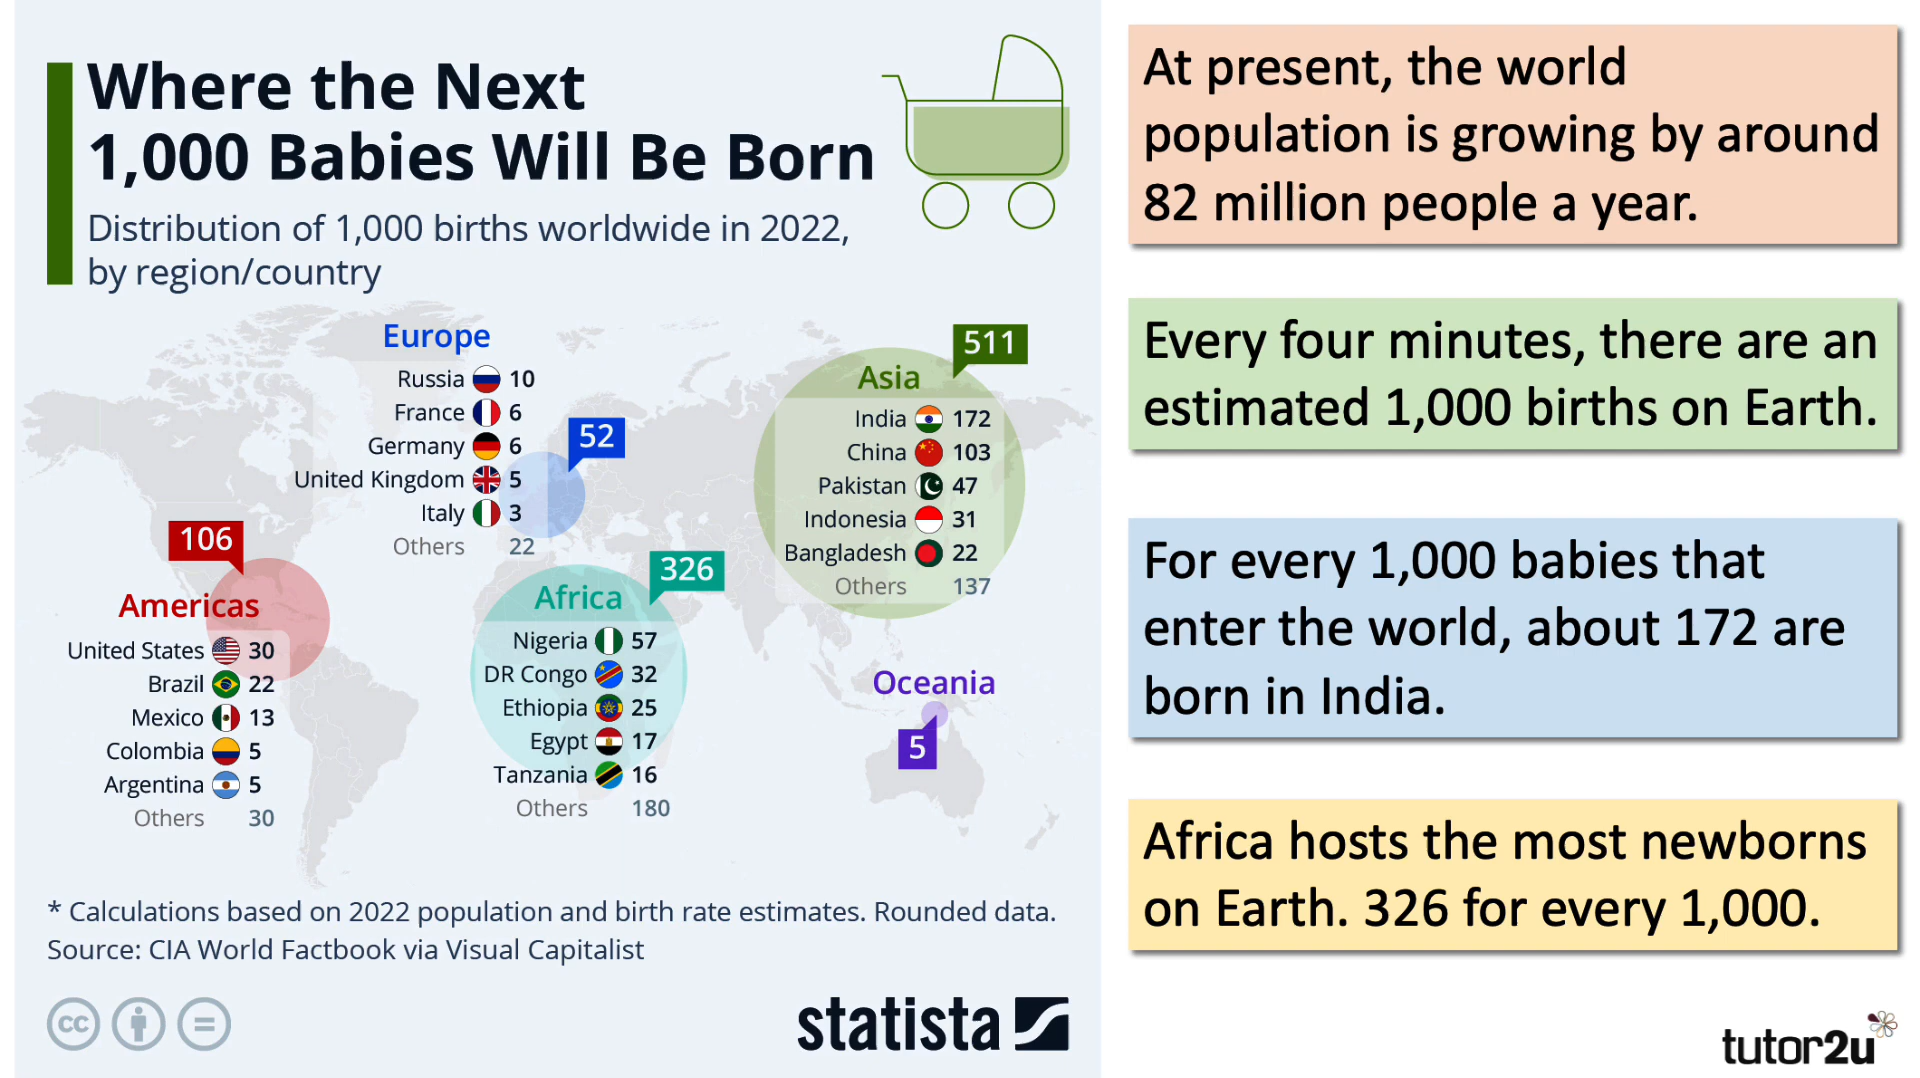 Where the Next
1,000 Babies Will Be Born
Distribution of 1,000 births worldwide in 2022,
by region/country
Europe
Russia 10
France 6
Germany 6
United Kingdom 5
Italy 3
Others 22
52
Asia
511
India 172
China 103
Pakistan 47
Indonesia 31
Bangladesh 22
Others 137
106
Americas
United States 30
Brazil 22
Mexico 13
Colombia 5
Argentina 5
Others 30
326
Africa
Nigeria 57
DR Congo 32
Ethiopia 25
Egypt 17
Tanzania 16
Others 180
Oceania
5
* Calculations based on 2022 population and birth rate estimates. Rounded data.
Source: CIA World Factbook via Visual Capitalist
cc
statista
At present, the world
population is growing by around
82 million people a year.
Every four minutes, there are an
estimated 1,000 births on Earth.
For every 1,000 babies that
enter the world, about 172 are
born in India.
Africa hosts the most newborns
on Earth. 326 for every 1,000.
tutor2u